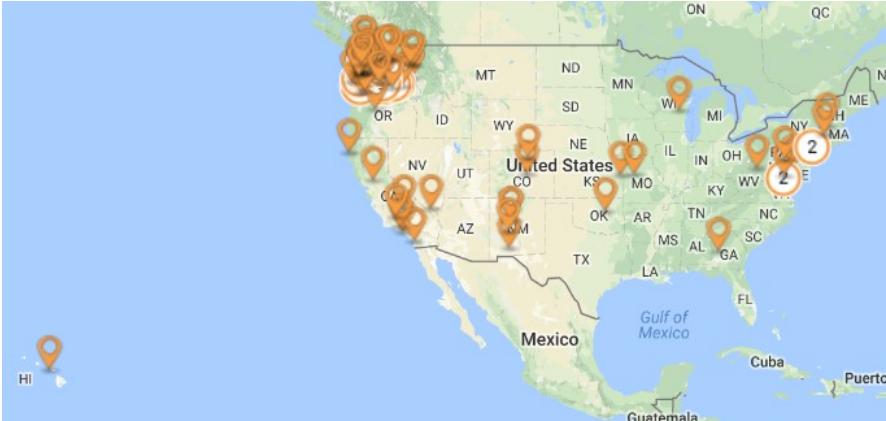 ON
QC
MT
ND
MN
WI
MI
ME
OR
ID
WY
SD
NY
MA
NV
UT
CO
NE
IA
IL
IN
OH
United States
KS
MO
WV
KY
CA
AZ
NM
OK
AR
TN
NC
SC
MS
AL
GA
TX
LA
FL
2
2
Gulf of
Mexico
Mexico
Cuba
Puerto
HI
Guatemala